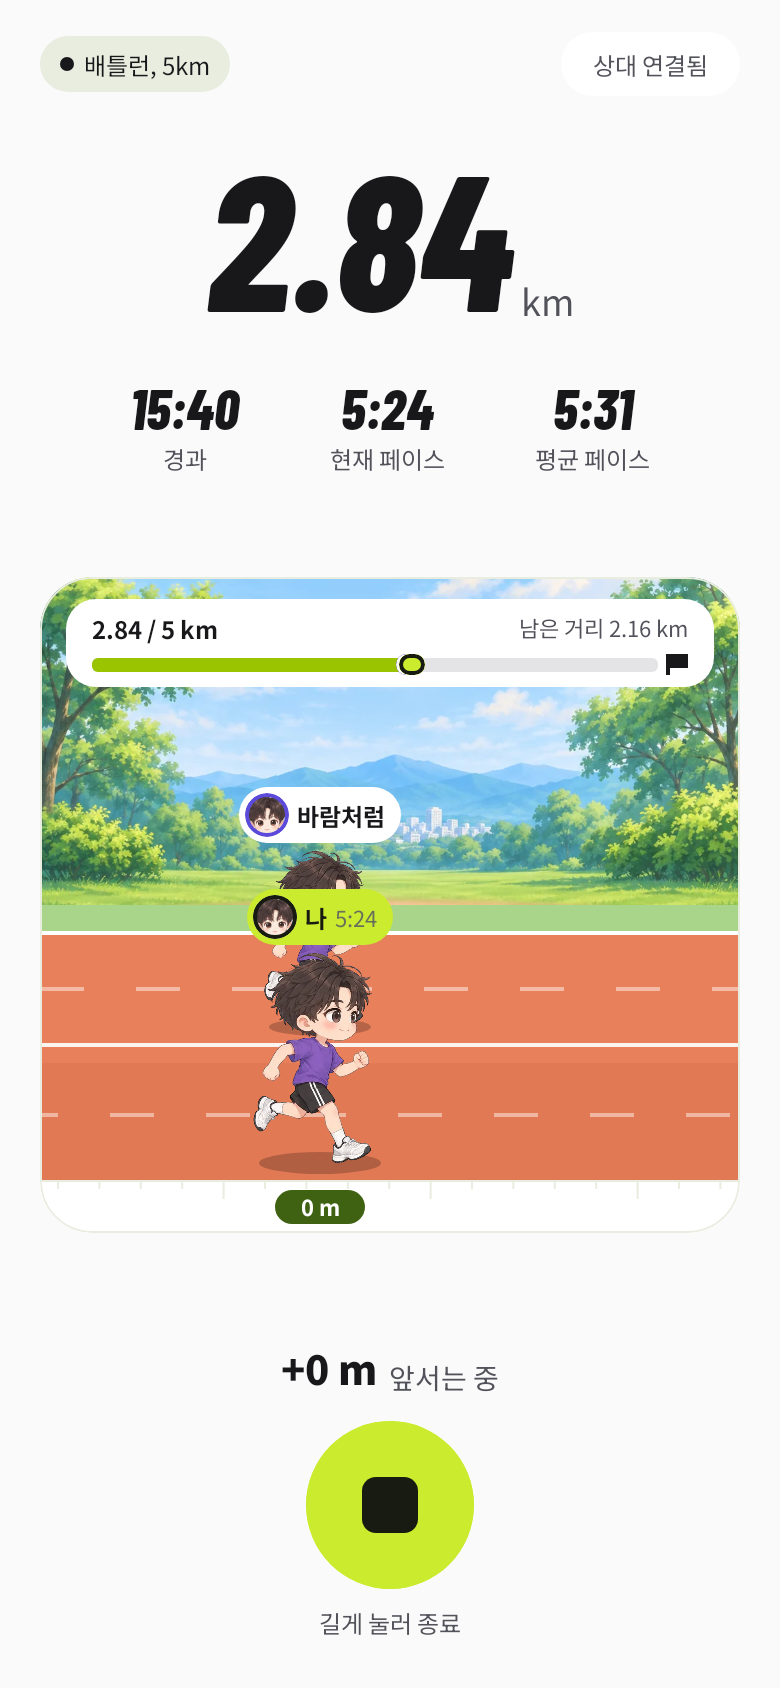 배틀런, 5km
상대 연결됨
2.84 km
15:40 5:24 5:31
경과 현재 페이스 평균 페이스
2.84 / 5 km 남은 거리 2.16 km
바람처럼
나 5:24
0 m
+0 m 앞서는 중
길게 눌러 종료